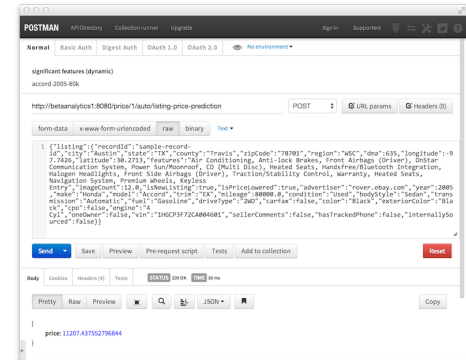 POSTMAN API Directory Collection runner Upgrade Sign in Supporters
Normal Basic Auth Digest Auth OAuth 1.0 OAuth 2.0 No environment
significant features (dynamic)
accord-2005-80k
http://betaanalytics1:8080/price/1/auto/listing-price-prediction POST URL params Headers (0)
form-data x-www-form-urlencoded raw binary Text
1 {"listing":{"recordId":"sample-record-
id","city":"Austin","state":"TX","county":"Travis","zipCode":"78701","region":"WSC","dma":635,"longitude":-9
7.7426,"latitude":30.2713,"features":"Air Conditioning, Anti-lock Brakes, Front Airbags (Driver), OnStar
Communication System, Power Sun/Moonroof, CD (Multi Disc), Heated Seats, Handsfree/Bluetooth Integration,
Halogen Headlights, Front Side Airbags (Driver), Traction/Stability Control, Warranty, Heated Seats,
Navigation System, Premium Wheels, Keyless
Entry","imageCount":12.0,"isNewListing":true,"isPriceLowered":true,"advertiser":"rover.ebay.com","year":2005
,"make":"Honda","model":"Accord","trim":"EX","mileage":80000.0,"condition":"Used","bodyStyle":"Sedan","trans
mission":"Automatic","fuel":"Gasoline","driveType":"2WD","carfax":false,"color":"Black","exteriorColor":"Bla
ck","cpo":false,"engine":"4
Cyl","oneOwner":false,"vin":"1HGCP3F72CA004601","sellerComments":false,"hasTrackedPhone":false,"internallySo
urced":false}}
Send Save Preview Pre-request script Tests Add to collection Reset
Body Cookies Headers (4) Tests STATUS 200 OK TIME 80 ms
Pretty Raw Preview JSON Copy
{
price: 11207.437552796844
}